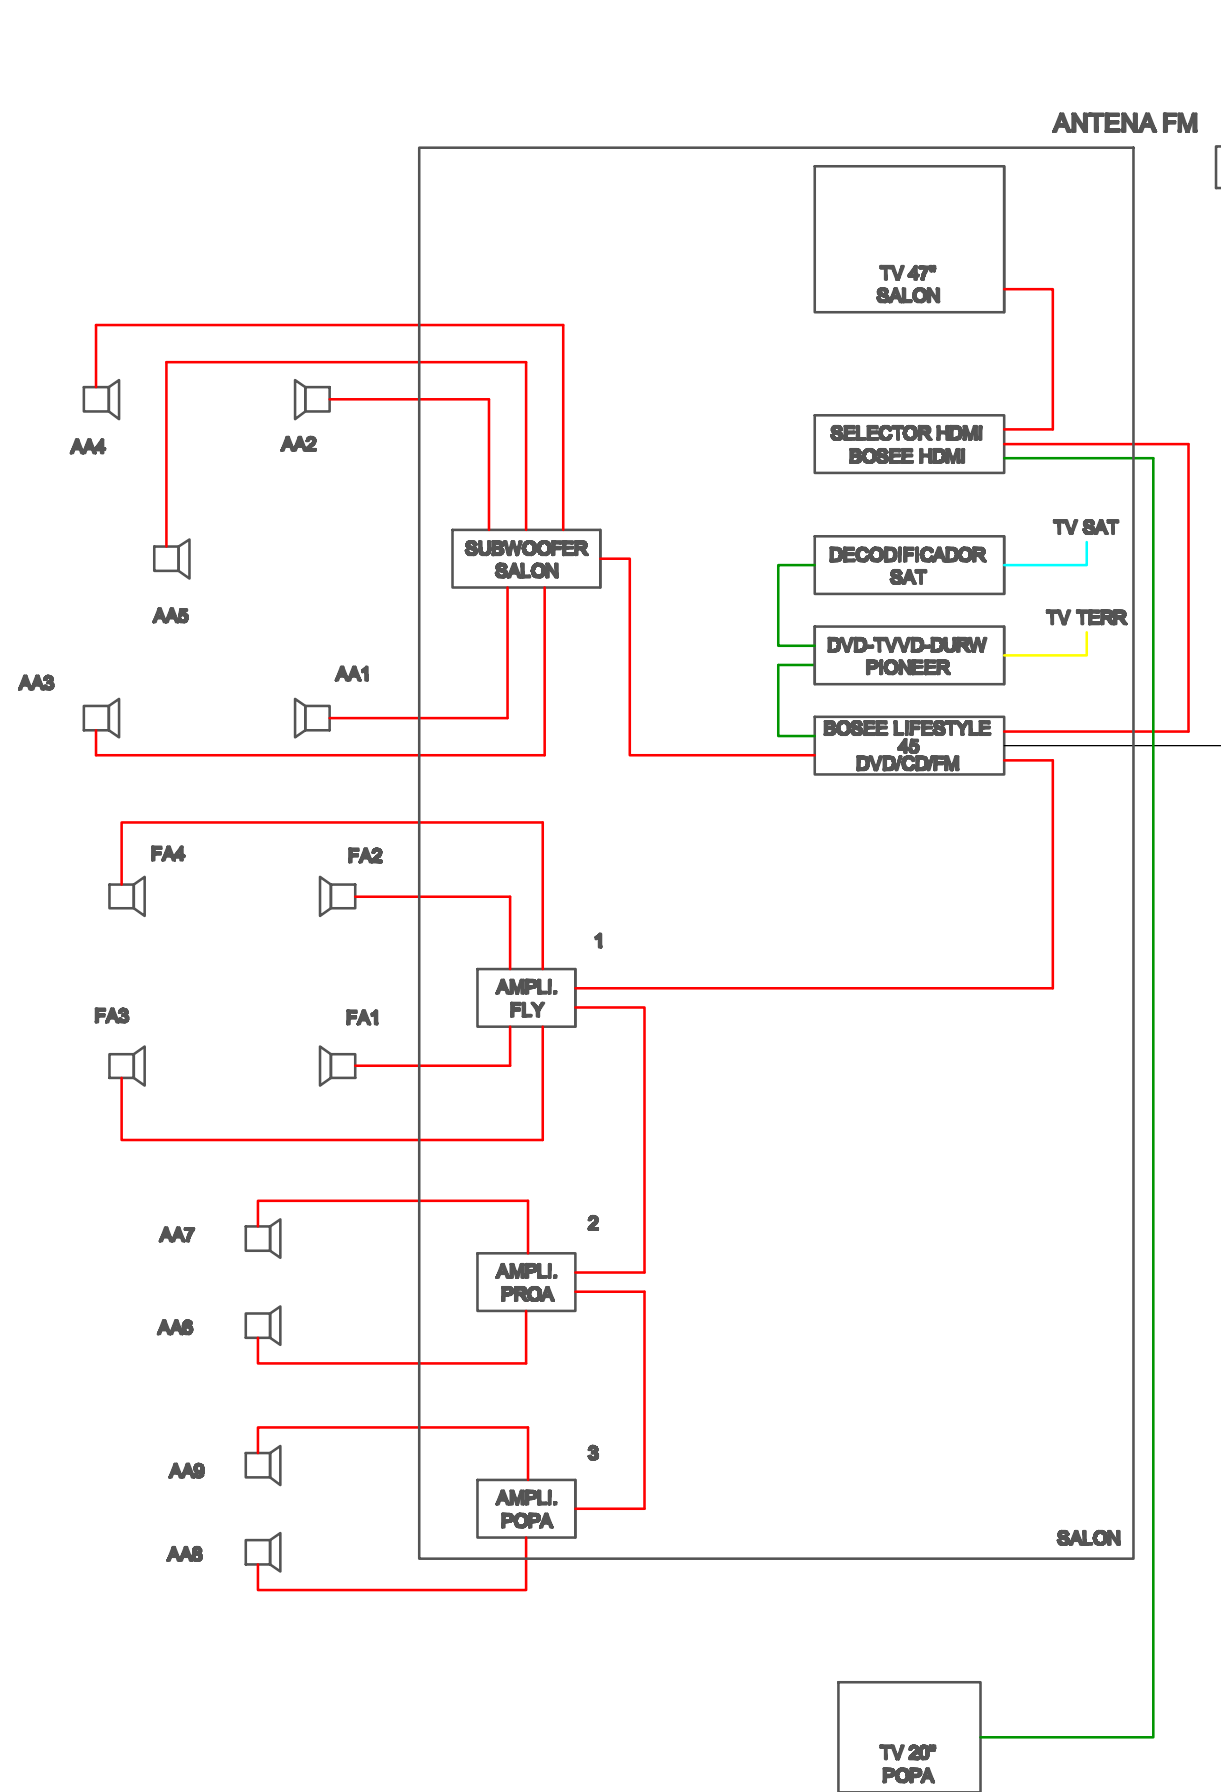 ANTENA FM
TV 47"
SALON
AA4
AA2
SELECTOR HDMI
BOSEE HDMI
TV SAT
SUBWOOFER
SALON
DECODIFICADOR
SAT
AA5
TV TERR
DVD-TVVD-DURW
PIONEER
AA3
AA1
BOSEE LIFESTYLE
45
DVD/CD/FM
FA4
FA2
1
AMPLI.
FLY
FA3
FA1
2
AA7
AMPLI.
PROA
AA6
3
AA9
AMPLI.
POPA
SALON
AA8
TV 20"
POPA